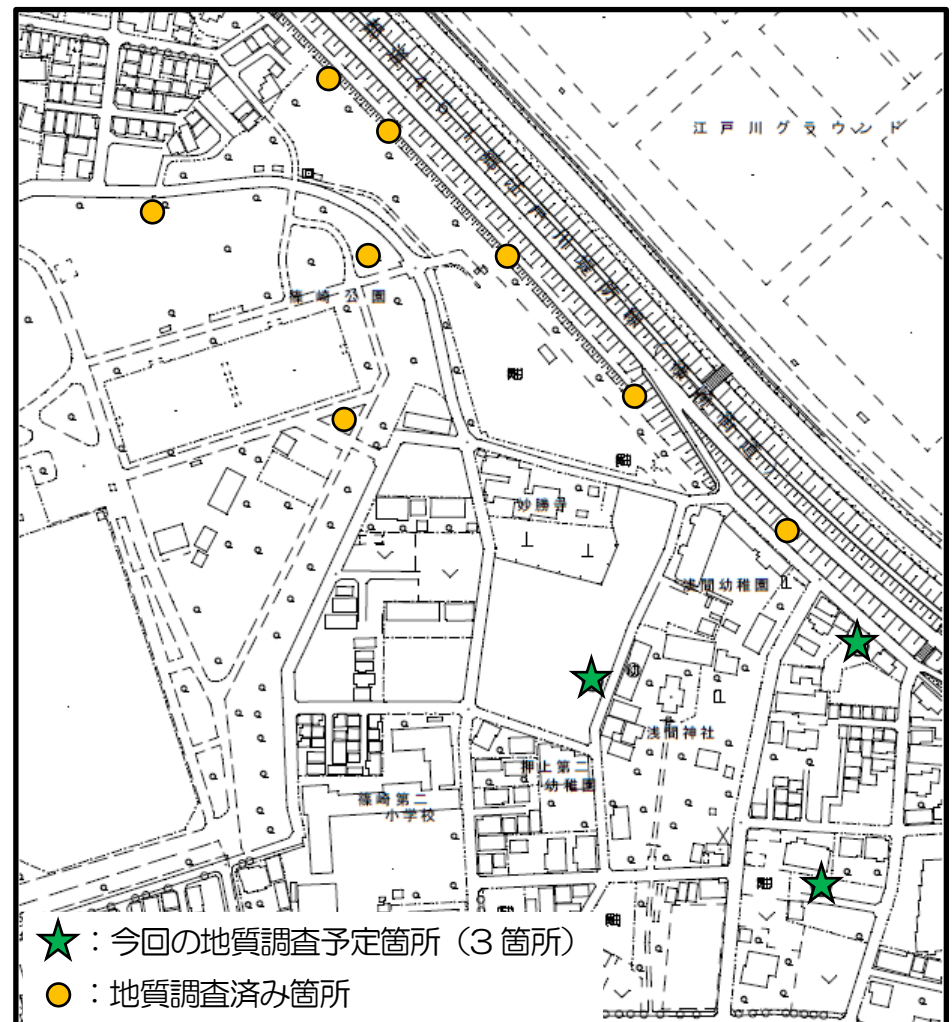 江戸川グラウンド
篠崎公園
妙勝寺
浅間幼稚園
浅間神社
押上第二
幼稚園
篠崎第二
小学校
★：今回の地質調査予定箇所（3箇所）
●：地質調査済み箇所